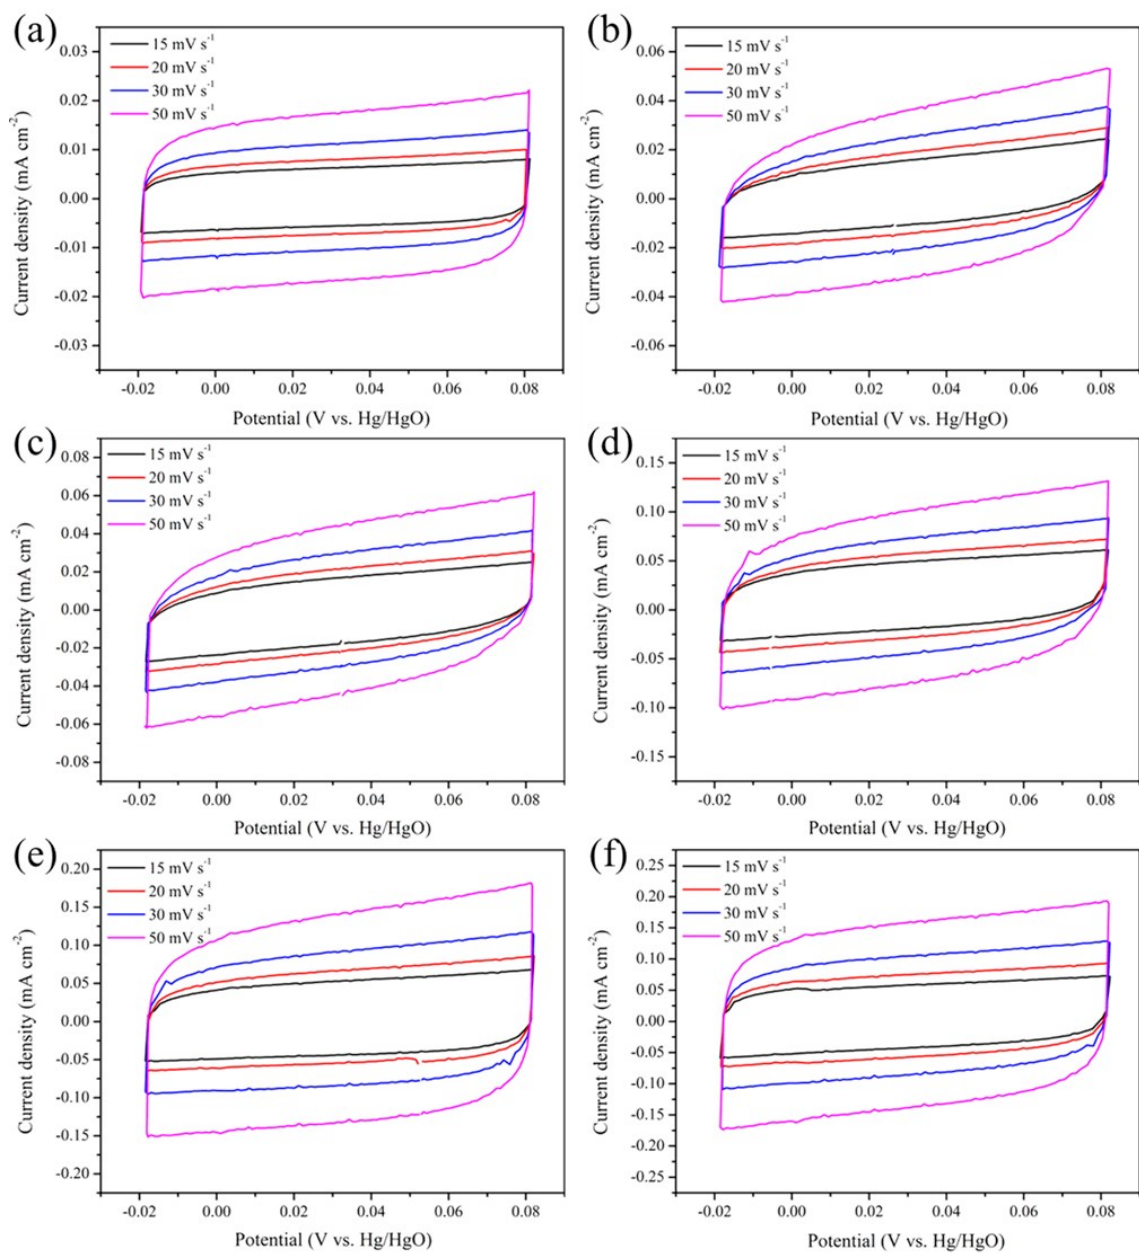 (a)
0.03
0.02
0.01
0.00
-0.01
-0.02
-0.03
Current density (mA cm⁻²)
15 mV s⁻¹
20 mV s⁻¹
30 mV s⁻¹
50 mV s⁻¹
-0.02 0.00 0.02 0.04 0.06 0.08
Potential (V vs. Hg/HgO)
(b)
0.06
0.04
0.02
0.00
-0.02
-0.04
-0.06
Current density (mA cm⁻²)
15 mV s⁻¹
20 mV s⁻¹
30 mV s⁻¹
50 mV s⁻¹
-0.02 0.00 0.02 0.04 0.06 0.08
Potential (V vs. Hg/HgO)
(c)
0.08
0.06
0.04
0.02
0.00
-0.02
-0.04
-0.06
-0.08
Current density (mA cm⁻²)
15 mV s⁻¹
20 mV s⁻¹
30 mV s⁻¹
50 mV s⁻¹
-0.02 0.00 0.02 0.04 0.06 0.08
Potential (V vs. Hg/HgO)
(d)
0.15
0.10
0.05
0.00
-0.05
-0.10
-0.15
Current density (mA cm⁻²)
15 mV s⁻¹
20 mV s⁻¹
30 mV s⁻¹
50 mV s⁻¹
-0.02 0.00 0.02 0.04 0.06 0.08
Potential (V vs. Hg/HgO)
(e)
0.20
0.15
0.10
0.05
0.00
-0.05
-0.10
-0.15
-0.20
Current density (mA cm⁻²)
15 mV s⁻¹
20 mV s⁻¹
30 mV s⁻¹
50 mV s⁻¹
-0.02 0.00 0.02 0.04 0.06 0.08
Potential (V vs. Hg/HgO)
(f)
0.25
0.20
0.15
0.10
0.05
0.00
-0.05
-0.10
-0.15
-0.20
-0.25
Current density (mA cm⁻²)
15 mV s⁻¹
20 mV s⁻¹
30 mV s⁻¹
50 mV s⁻¹
-0.02 0.00 0.02 0.04 0.06 0.08
Potential (V vs. Hg/HgO)